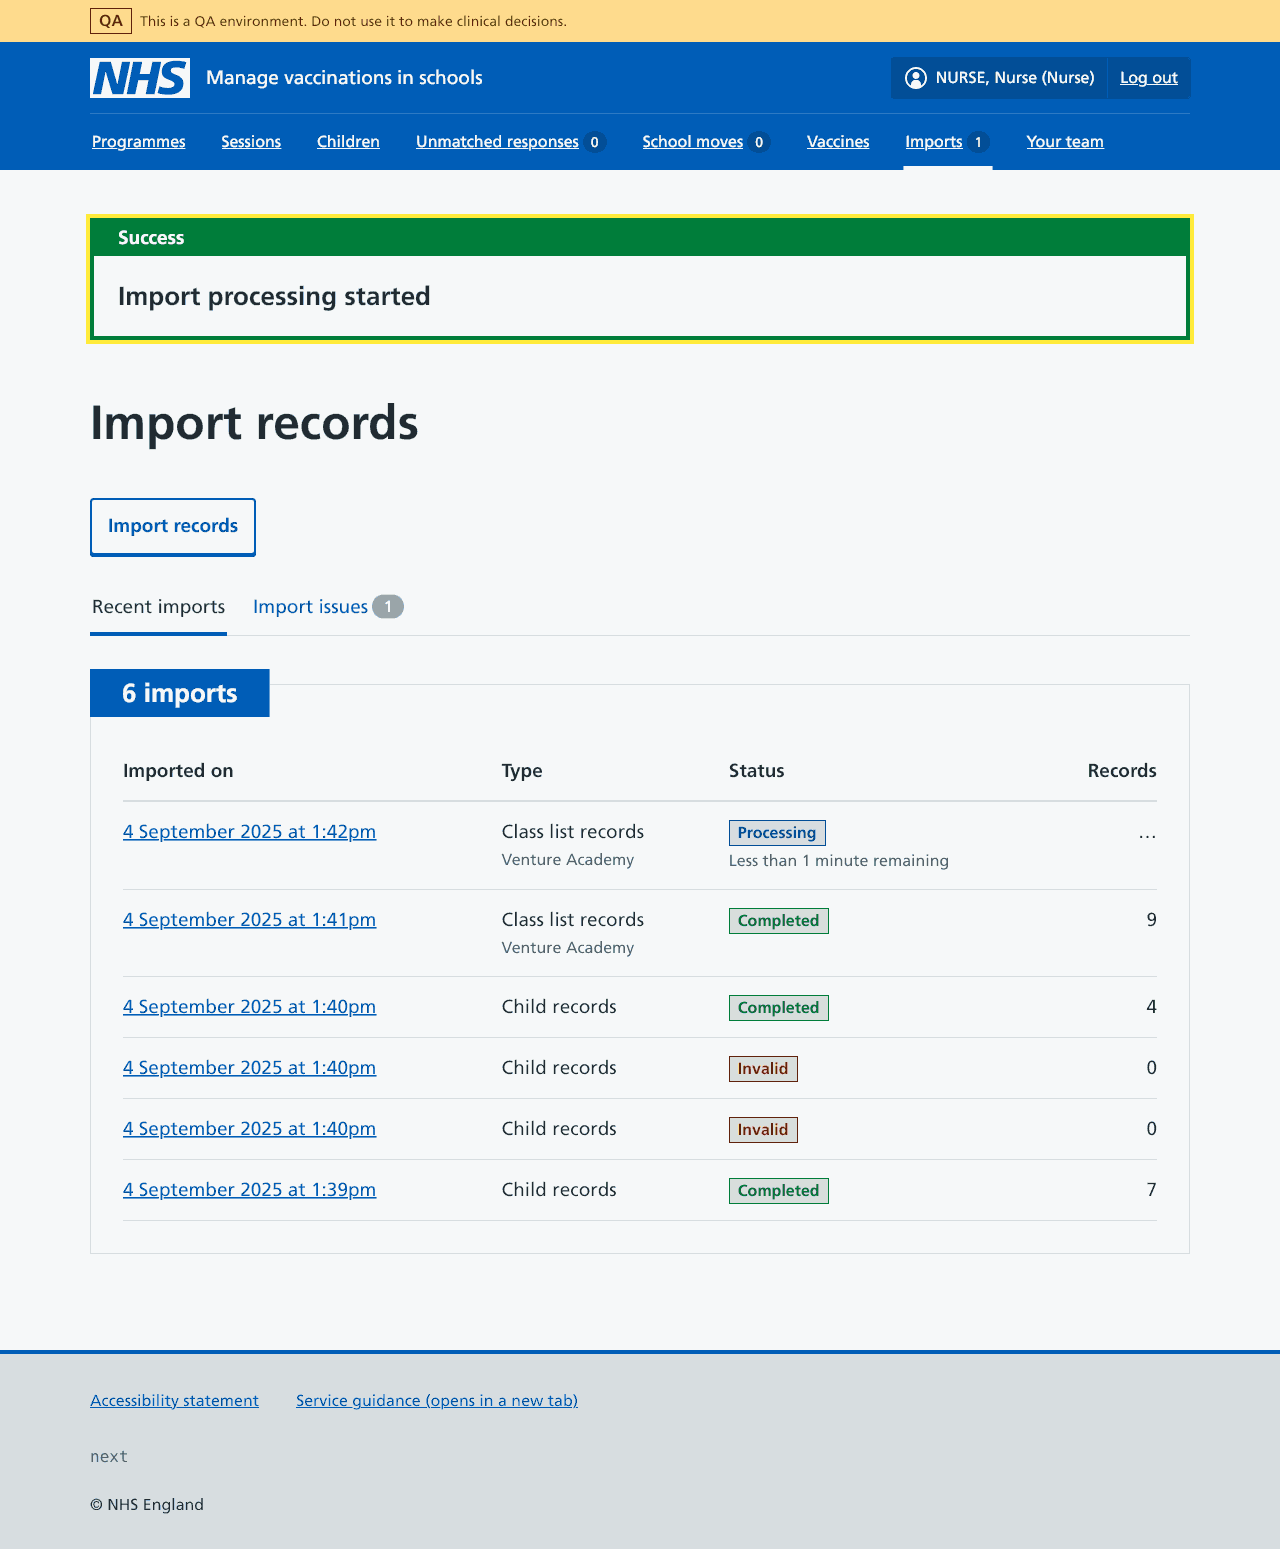 QA This is a QA environment. Do not use it to make clinical decisions.
NHS Manage vaccinations in schools NURSE, Nurse (Nurse) Log out
Programmes Sessions Children Unmatched responses 0 School moves 0 Vaccines Imports 1 Your team
Success
Import processing started
Import records
Import records
Recent imports Import issues 1
6 imports
Imported on Type Status Records
4 September 2025 at 1:42pm Class list records Processing ...
Venture Academy Less than 1 minute remaining
4 September 2025 at 1:41pm Class list records Completed 9
Venture Academy
4 September 2025 at 1:40pm Child records Completed 4
4 September 2025 at 1:40pm Child records Invalid 0
4 September 2025 at 1:40pm Child records Invalid 0
4 September 2025 at 1:39pm Child records Completed 7
Accessibility statement Service guidance (opens in a new tab)
next
© NHS England